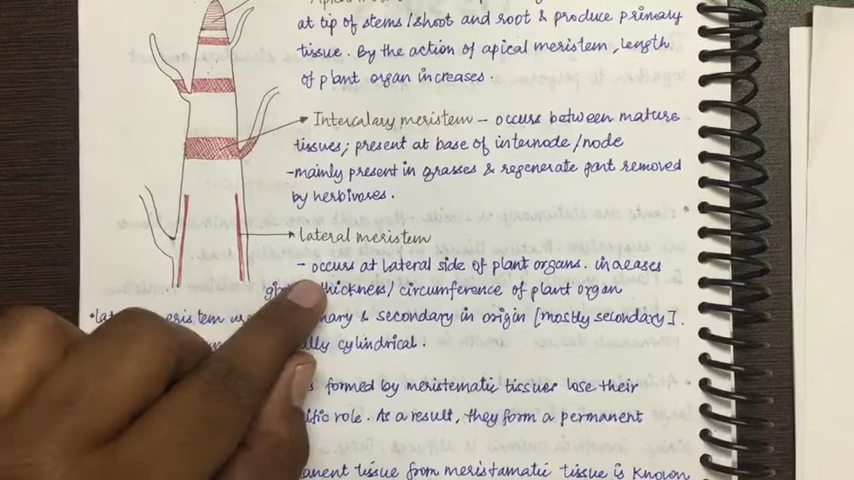 at tip of stems/shoot and root & produce primary
tissue. By the action of apical meristem, length
of plant organ increases.
Intercalary meristem - occurs between mature
tissues; present at base of internode/node
-mainly present in grasses & regenerate part removed
by herbivores.
Lateral meristem
- occurs at lateral side of plant organs. increases
thickness/ circumference of plant organ
& secondary in origin [mostly secondary].
cylindrical.
formed by meristematic tissues lose their
role. As a result, they form a permanent
tissue from meristamatic tissue is known